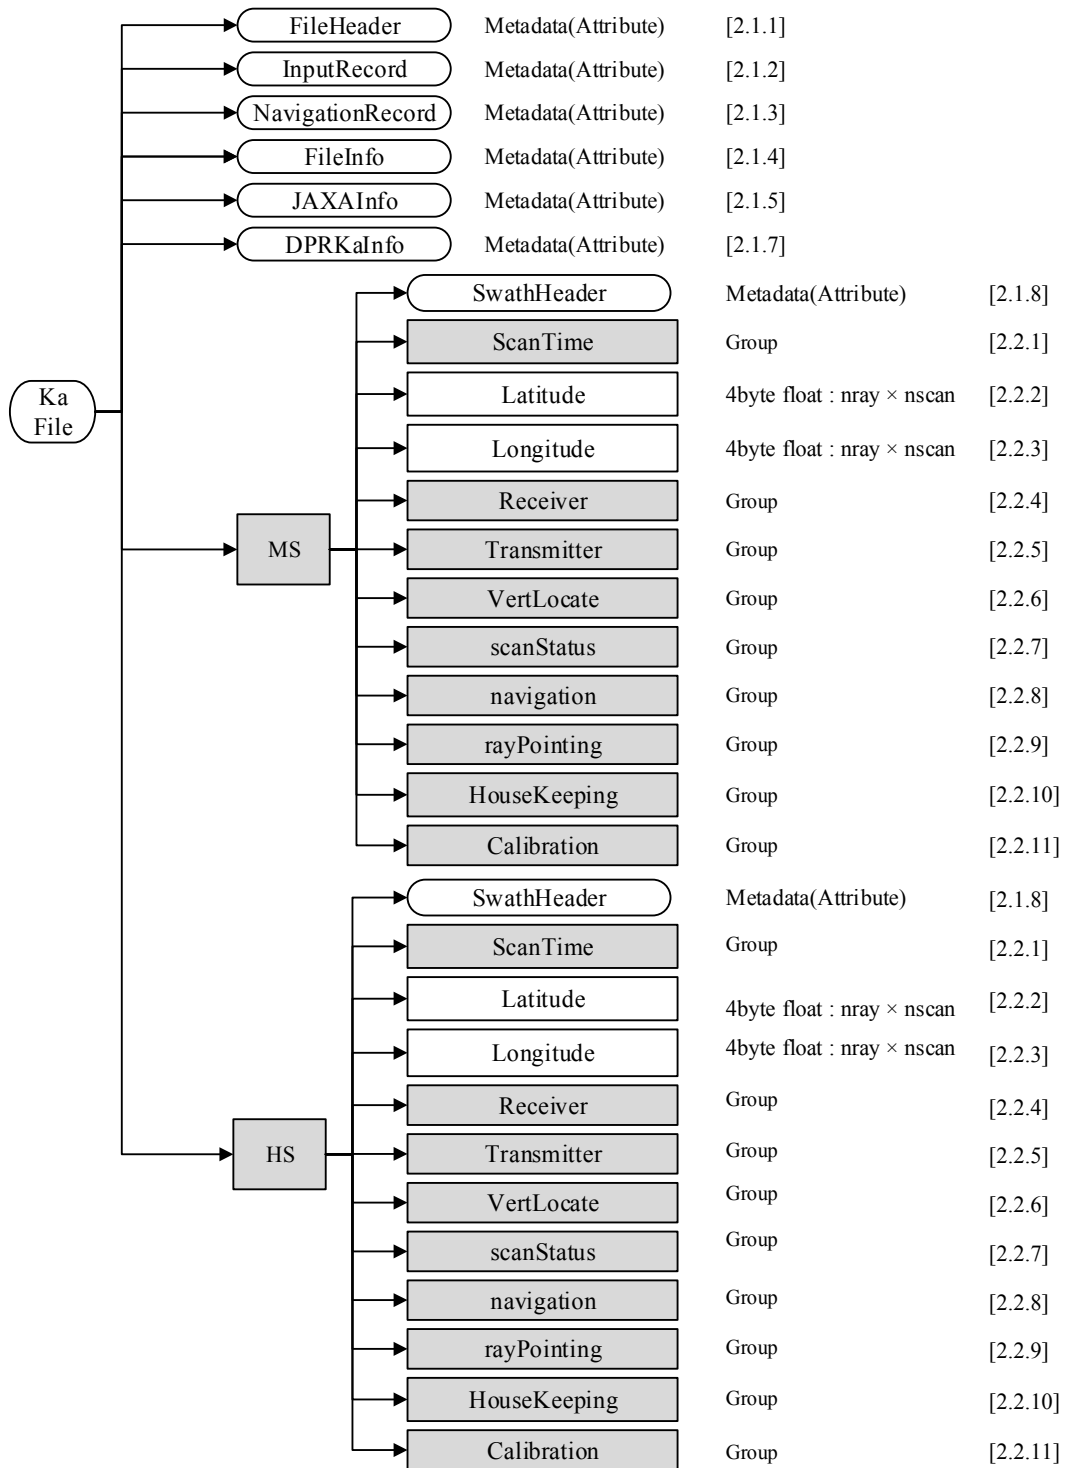 FileHeader Metadata(Attribute) [2.1.1]
InputRecord Metadata(Attribute) [2.1.2]
NavigationRecord Metadata(Attribute) [2.1.3]
FileInfo Metadata(Attribute) [2.1.4]
JAXAInfo Metadata(Attribute) [2.1.5]
DPRKaInfo Metadata(Attribute) [2.1.7]
Ka
File
MS
SwathHeader Metadata(Attribute) [2.1.8]
ScanTime Group [2.2.1]
Latitude 4byte float : nray × nscan [2.2.2]
Longitude 4byte float : nray × nscan [2.2.3]
Receiver Group [2.2.4]
Transmitter Group [2.2.5]
VertLocate Group [2.2.6]
scanStatus Group [2.2.7]
navigation Group [2.2.8]
rayPointing Group [2.2.9]
HouseKeeping Group [2.2.10]
Calibration Group [2.2.11]
HS
SwathHeader Metadata(Attribute) [2.1.8]
ScanTime Group [2.2.1]
Latitude 4byte float : nray × nscan [2.2.2]
Longitude 4byte float : nray × nscan [2.2.3]
Receiver Group [2.2.4]
Transmitter Group [2.2.5]
VertLocate Group [2.2.6]
scanStatus Group [2.2.7]
navigation Group [2.2.8]
rayPointing Group [2.2.9]
HouseKeeping Group [2.2.10]
Calibration Group [2.2.11]